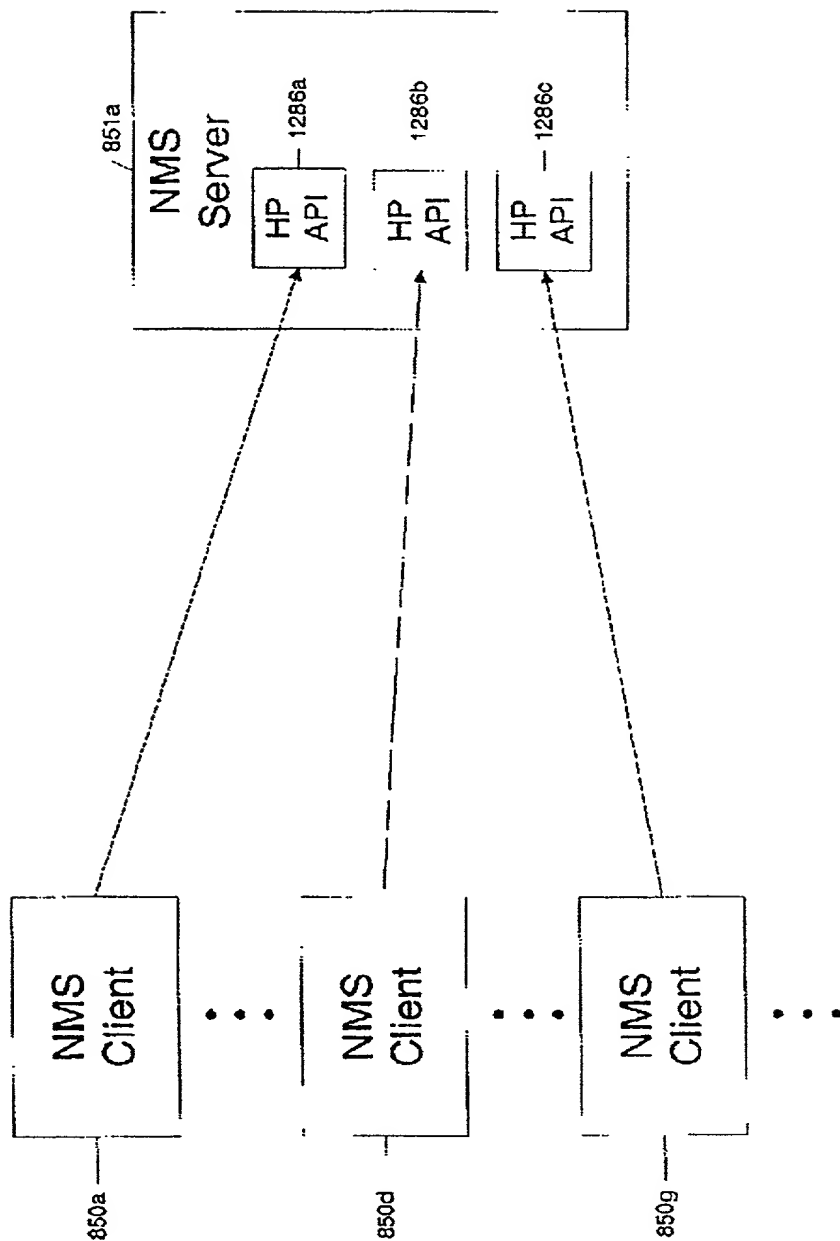 851a
NMS
Server
HP
API
1286a
HP
API
1286b
HP
API
1286c
NMS
Client
850a
NMS
Client
850d
NMS
Client
850g